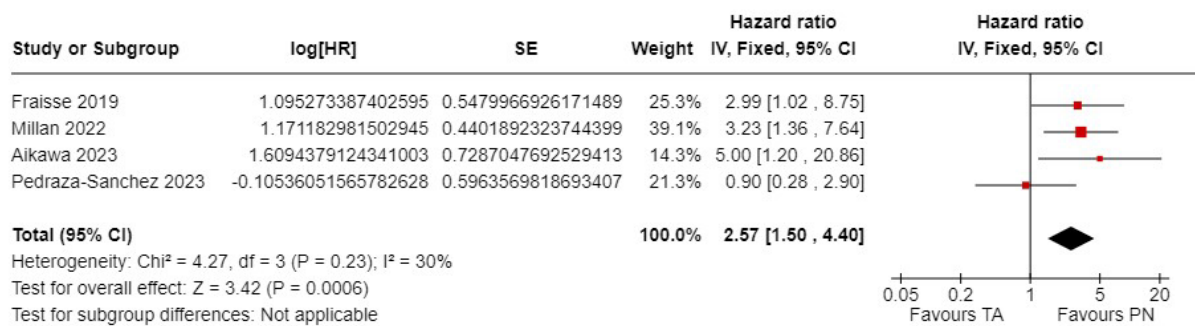 Hazard ratio Hazard ratio
Study or Subgroup log[HR] SE Weight IV, Fixed, 95% CI IV, Fixed, 95% CI
Fraisse 2019 1.095273387402595 0.5479966926171489 25.3% 2.99 [1.02 , 8.75]
Millan 2022 1.171182981502945 0.4401892323744399 39.1% 3.23 [1.36 , 7.64]
Aikawa 2023 1.6094379124341003 0.7287047692529413 14.3% 5.00 [1.20 , 20.86]
Pedraza-Sanchez 2023 -0.10536051565782628 0.5963569818693407 21.3% 0.90 [0.28 , 2.90]
Total (95% CI) 100.0% 2.57 [1.50 , 4.40]
Heterogeneity: Chi² = 4.27, df = 3 (P = 0.23); I² = 30%
Test for overall effect: Z = 3.42 (P = 0.0006)
Test for subgroup differences: Not applicable
0.05 0.2 1 5 20
Favours TA Favours PN